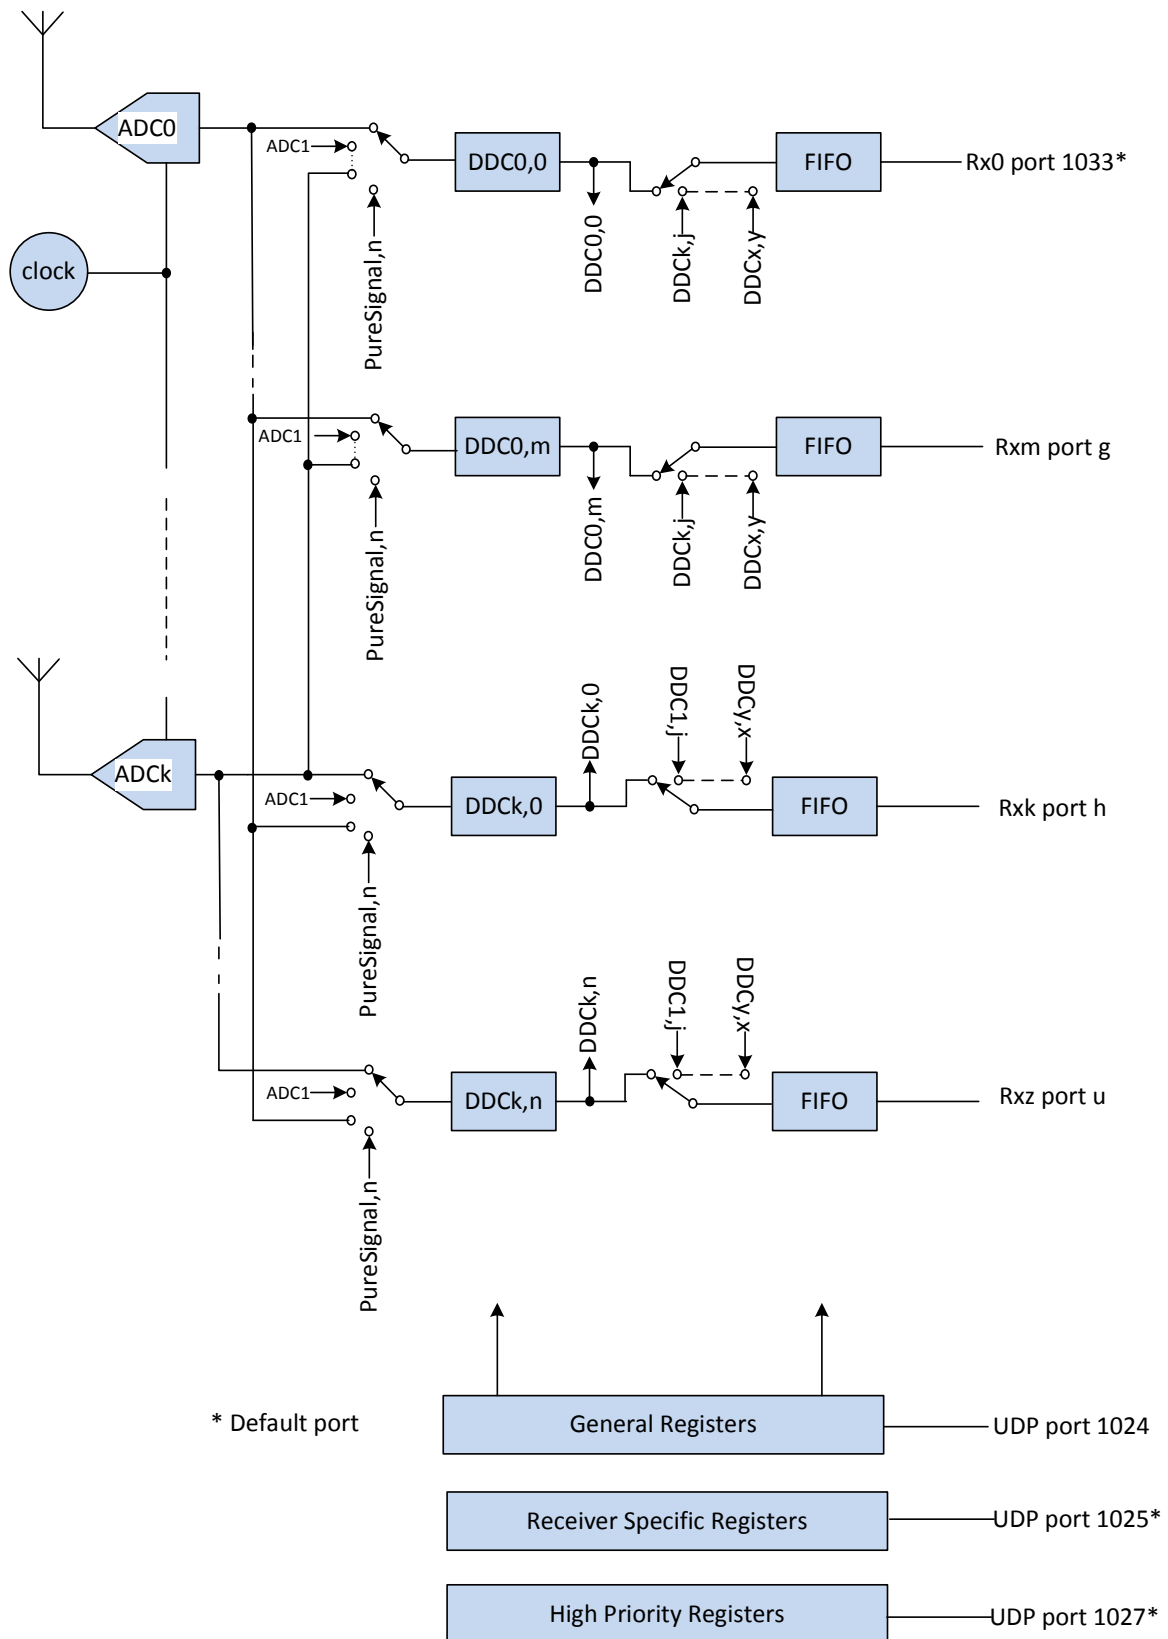 ADC0
ADC1
DDC0,0
FIFO
Rx0 port 1033*
PureSignal,n
DDC0,0
DDCk,j
DDCx,y
clock
ADC1
DDC0,m
FIFO
Rxm port g
PureSignal,n
DDC0,m
DDCk,j
DDCx,y
DDCk,0
DDC1,j
DDCy,x
ADCk
ADC1
DDCk,0
FIFO
Rxk port h
PureSignal,n
DDCk,n
DDC1,j
DDCy,x
ADC1
DDCk,n
FIFO
Rxz port u
PureSignal,n
* Default port
General Registers
UDP port 1024
Receiver Specific Registers
UDP port 1025*
High Priority Registers
UDP port 1027*